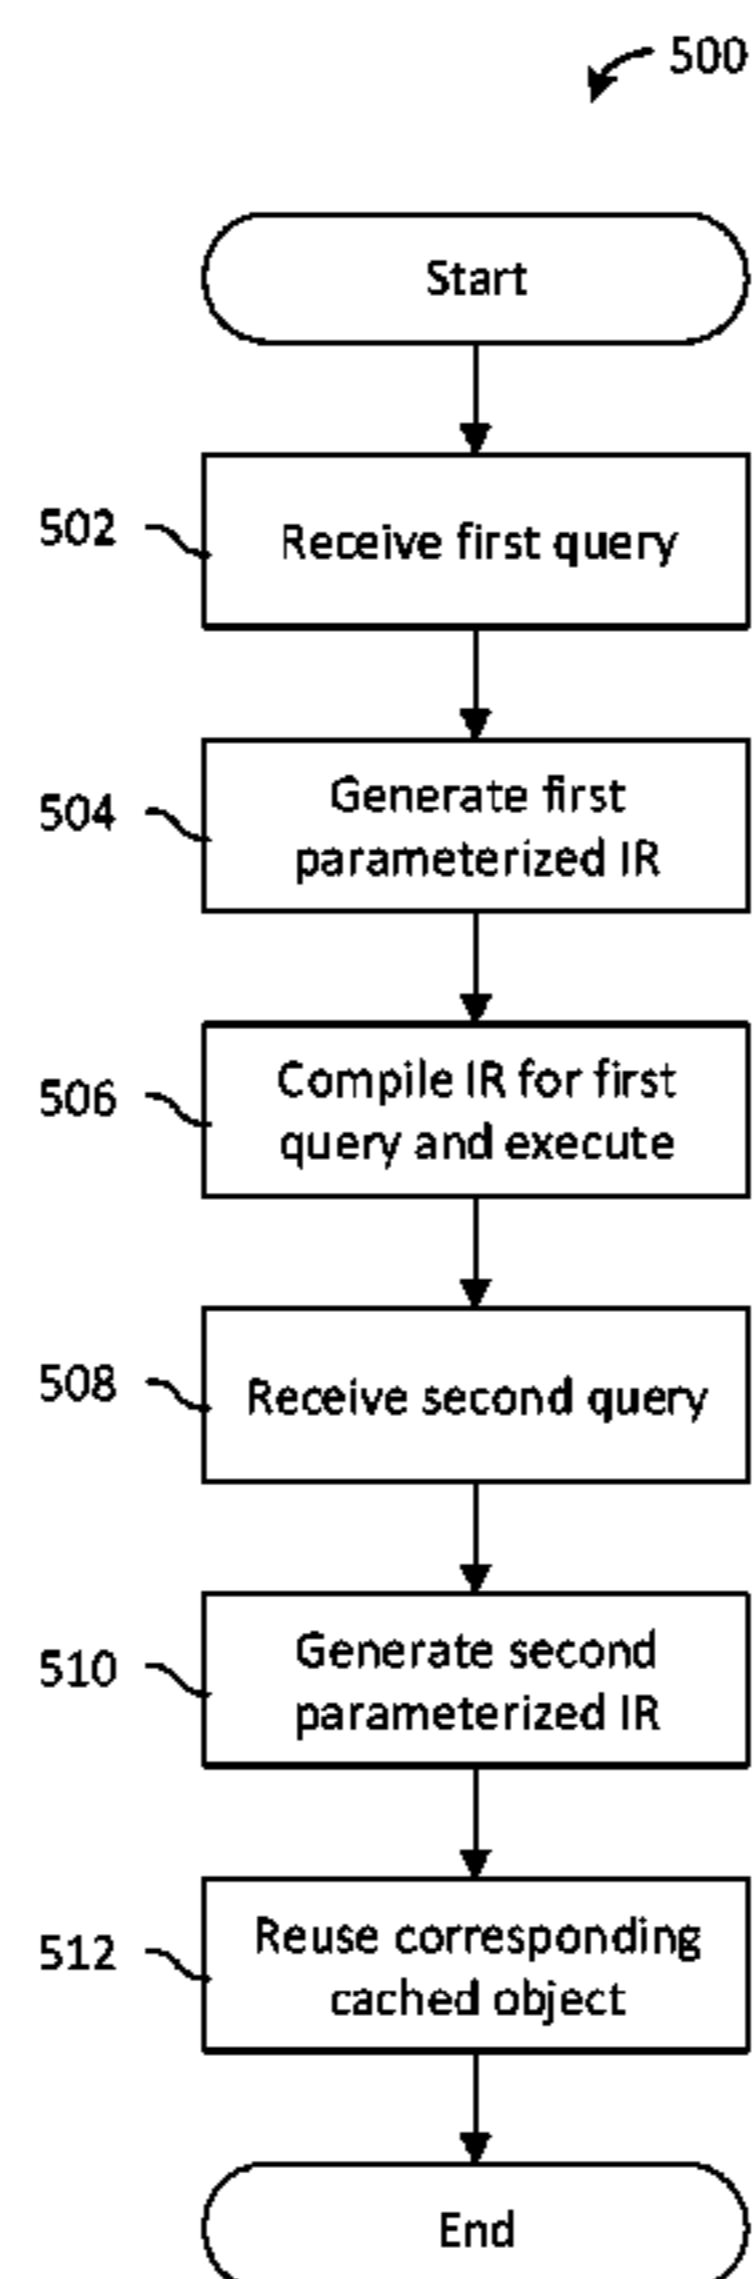 500
Start
502
Receive first query
504
Generate first
parameterized IR
506
Compile IR for first
query and execute
508
Receive second query
510
Generate second
parameterized IR
512
Reuse corresponding
cached object
End